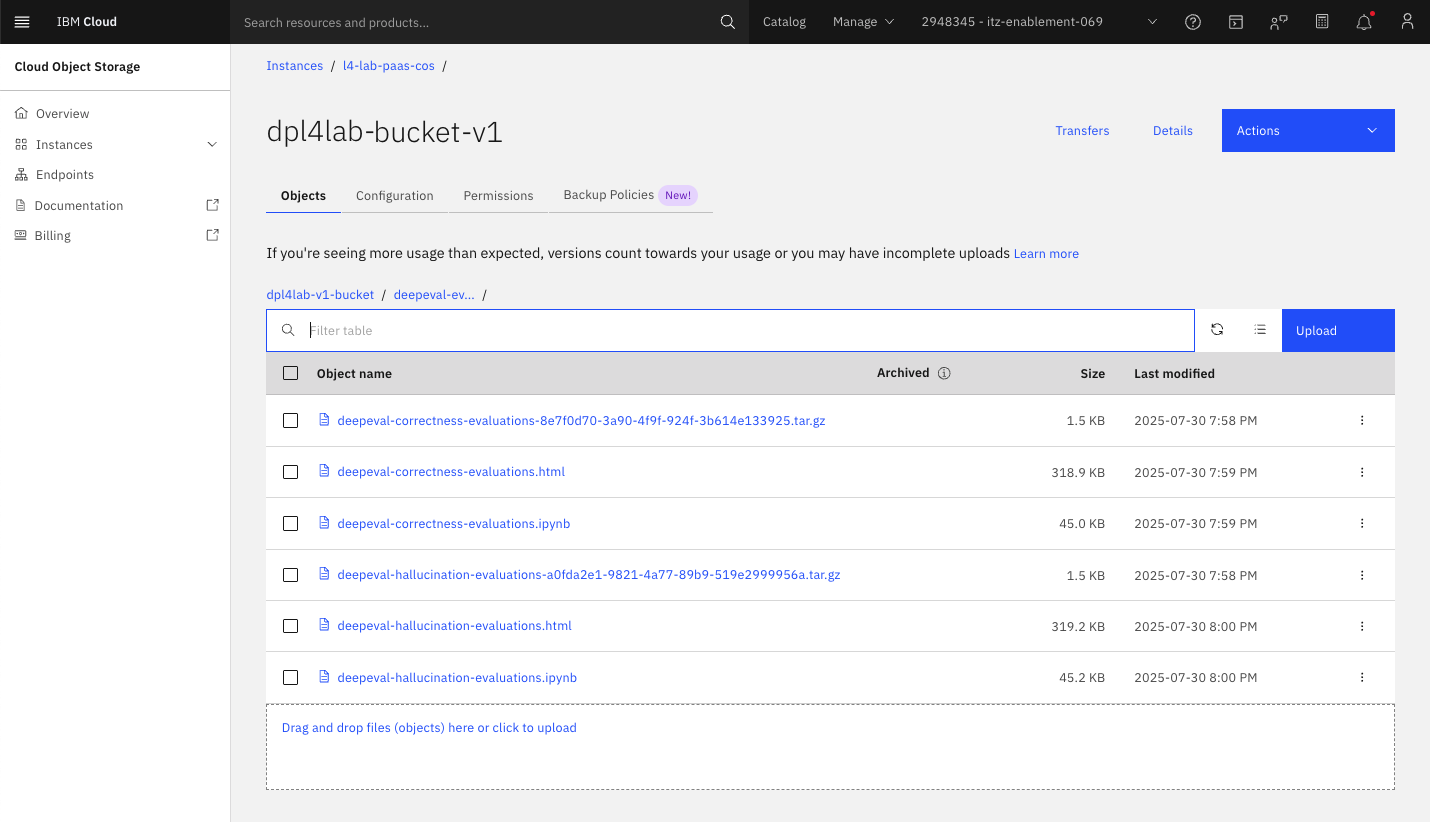 IBM Cloud
Search resources and products...
Catalog
Manage
2948345 - itz-enablement-069
Cloud Object Storage
Overview
Instances
Endpoints
Documentation
Billing
Instances / l4-lab-paas-cos /
dpl4lab-bucket-v1
Transfers
Details
Actions
Objects
Configuration
Permissions
Backup Policies New!
If you're seeing more usage than expected, versions count towards your usage or you may have incomplete uploads Learn more
dpl4lab-v1-bucket / deepeval-ev... /
Filter table
Upload
Object name Archived Size Last modified
deepeval-correctness-evaluations-8e7f0d70-3a90-4f9f-924f-3b614e133925.tar.gz 1.5 KB 2025-07-30 7:58 PM
deepeval-correctness-evaluations.html 318.9 KB 2025-07-30 7:59 PM
deepeval-correctness-evaluations.ipynb 45.0 KB 2025-07-30 7:59 PM
deepeval-hallucination-evaluations-a0fda2e1-9821-4a77-89b9-519e2999956a.tar.gz 1.5 KB 2025-07-30 7:58 PM
deepeval-hallucination-evaluations.html 319.2 KB 2025-07-30 8:00 PM
deepeval-hallucination-evaluations.ipynb 45.2 KB 2025-07-30 8:00 PM
Drag and drop files (objects) here or click to upload